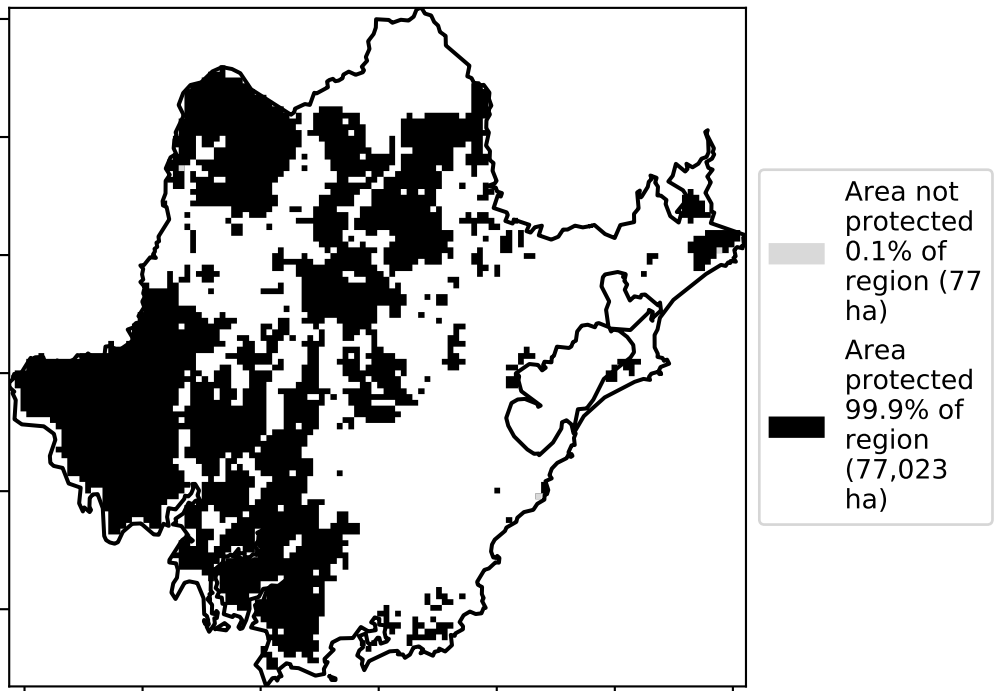 Area not
protected
0.1% of
region (77
ha)
Area
protected
99.9% of
region
(77,023
ha)